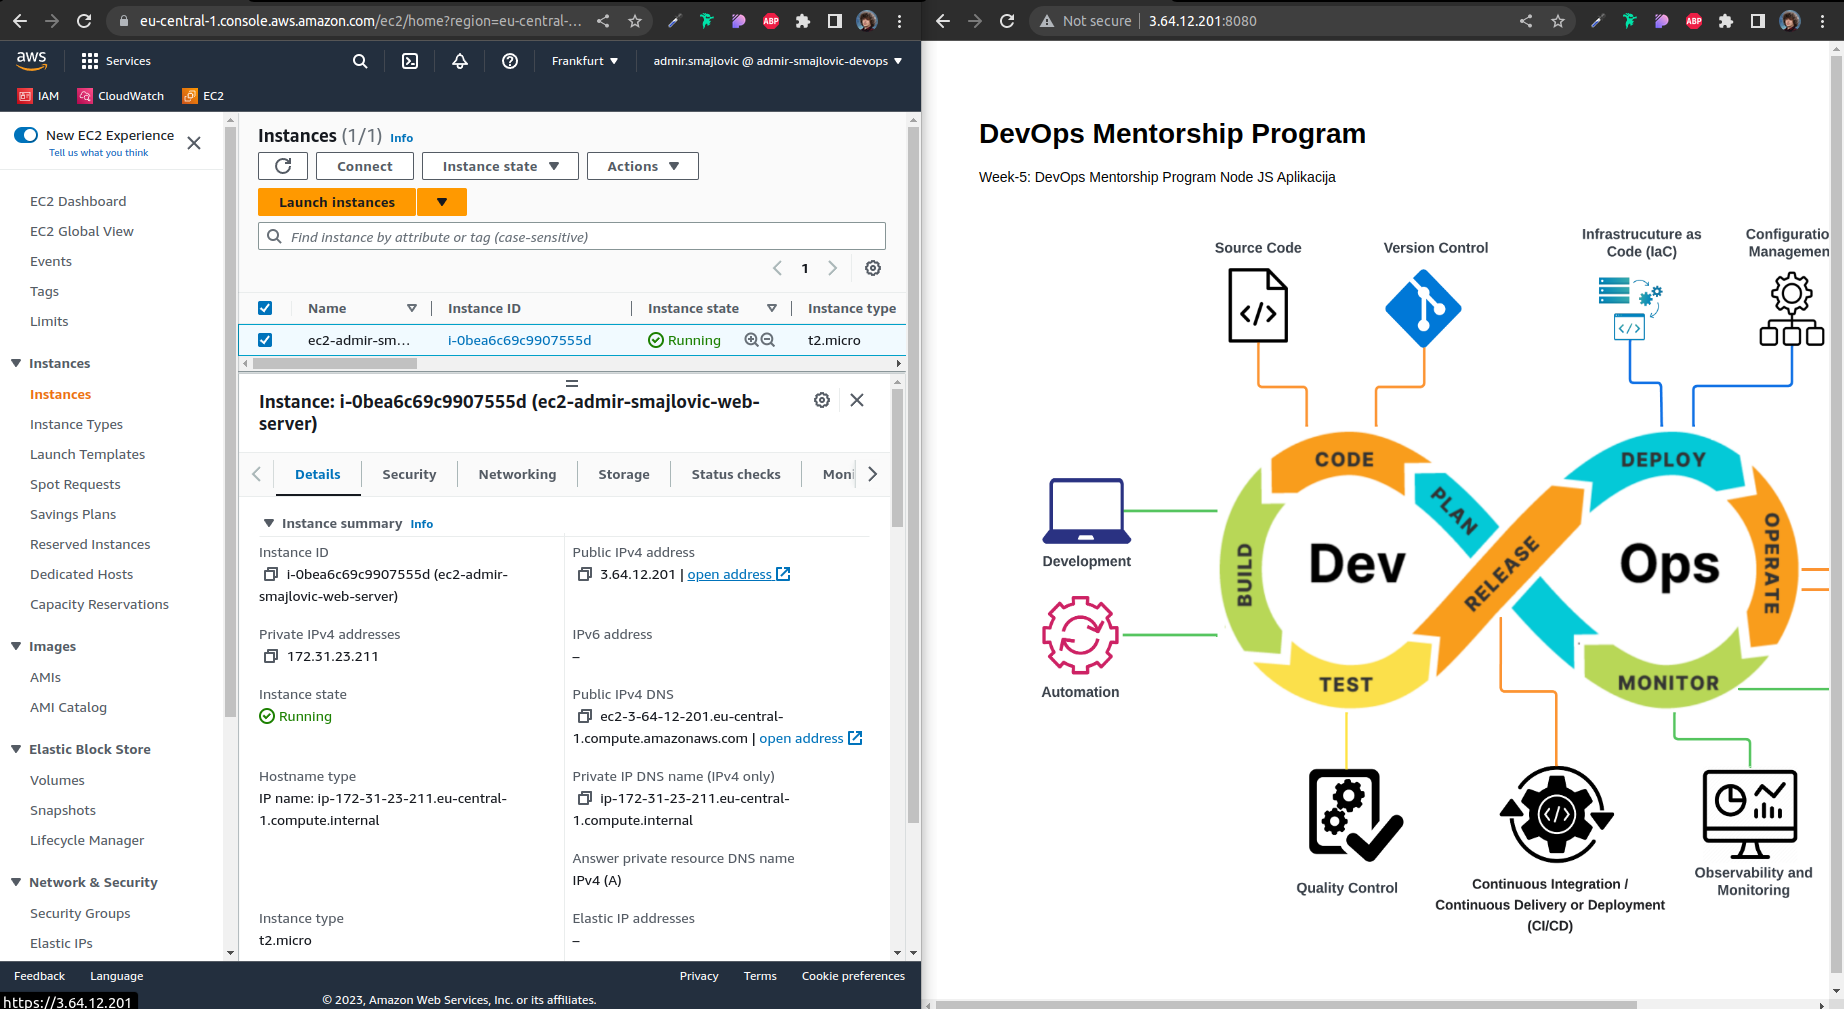 eu-central-1.console.aws.amazon.com/ec2/home?region=eu-central-...
ABP
aws
Services
Frankfurt
admir.smajlovic @ admir-smajlovic-devops
IAM
CloudWatch
EC2
New EC2 Experience
Tell us what you think
EC2 Dashboard
EC2 Global View
Events
Tags
Limits
Instances
Instances
Instance Types
Launch Templates
Spot Requests
Savings Plans
Reserved Instances
Dedicated Hosts
Capacity Reservations
Images
AMIs
AMI Catalog
Elastic Block Store
Volumes
Snapshots
Lifecycle Manager
Network & Security
Security Groups
Elastic IPs
Instances (1/1) Info
Connect
Instance state
Actions
Launch instances
Find instance by attribute or tag (case-sensitive)
1
Name
Instance ID
Instance state
Instance type
ec2-admir-sm...
i-0bea6c69c9907555d
Running
t2.micro
Instance: i-0bea6c69c9907555d (ec2-admir-smajlovic-web-
server)
Details
Security
Networking
Storage
Status checks
Moni
Instance summary Info
Instance ID
i-0bea6c69c9907555d (ec2-admir-
smajlovic-web-server)
Public IPv4 address
3.64.12.201 | open address
Private IPv4 addresses
172.31.23.211
IPv6 address
–
Instance state
Running
Public IPv4 DNS
ec2-3-64-12-201.eu-central-
1.compute.amazonaws.com | open address
Hostname type
IP name: ip-172-31-23-211.eu-central-
1.compute.internal
Private IP DNS name (IPv4 only)
ip-172-31-23-211.eu-central-
1.compute.internal
Answer private resource DNS name
IPv4 (A)
Instance type
t2.micro
Elastic IP addresses
–
Feedback
Language
Privacy
Terms
Cookie preferences
© 2023, Amazon Web Services, Inc. or its affiliates.
https://3.64.12.201
Not secure
3.64.12.201:8080
ABP
DevOps Mentorship Program
Week-5: DevOps Mentorship Program Node JS Aplikacija
Source Code
Version Control
Infrastrucuture as
Code (IaC)
Configuratio
Managemen
CODE
PLAN
BUILD
TEST
RELEASE
DEPLOY
OPERATE
MONITOR
Dev
Ops
Development
Automation
Quality Control
Continuous Integration /
Continuous Delivery or Deployment
(CI/CD)
Observability and
Monitoring